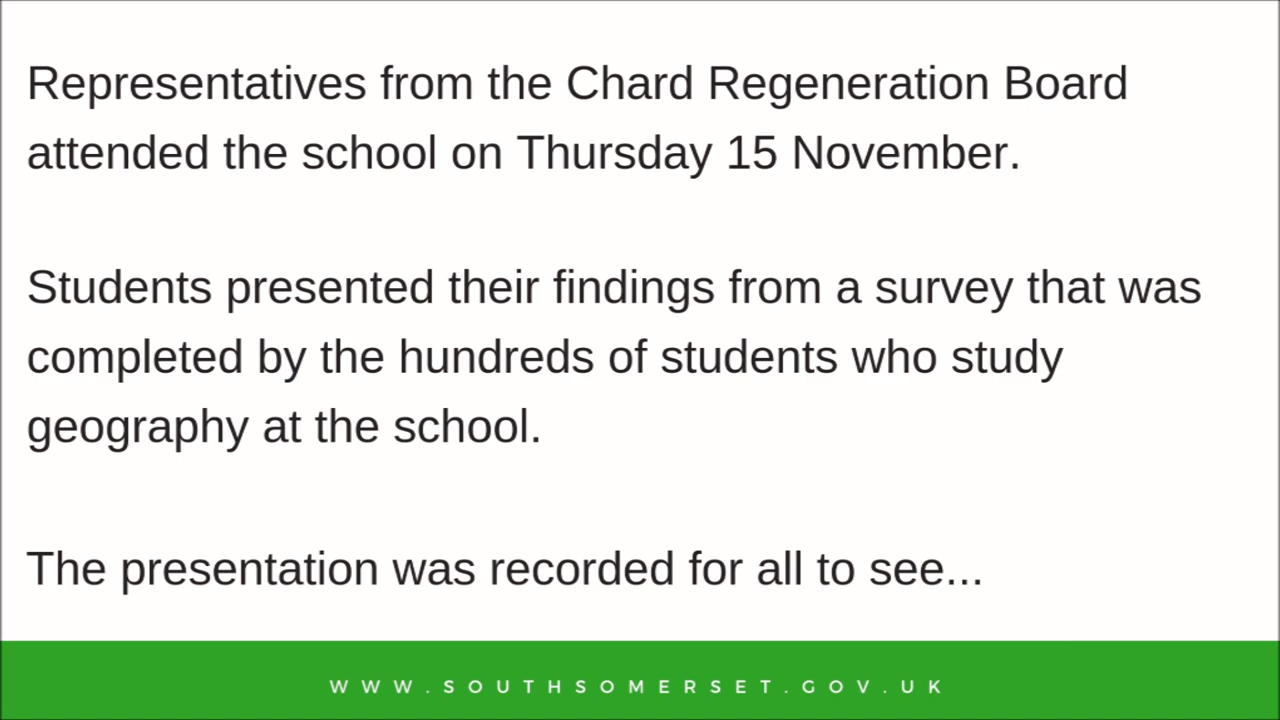 Representatives from the Chard Regeneration Board
attended the school on Thursday 15 November.
Students presented their findings from a survey that was
completed by the hundreds of students who study
geography at the school.
The presentation was recorded for all to see...
WWW.SOUTHSOMERSET.GOV.UK